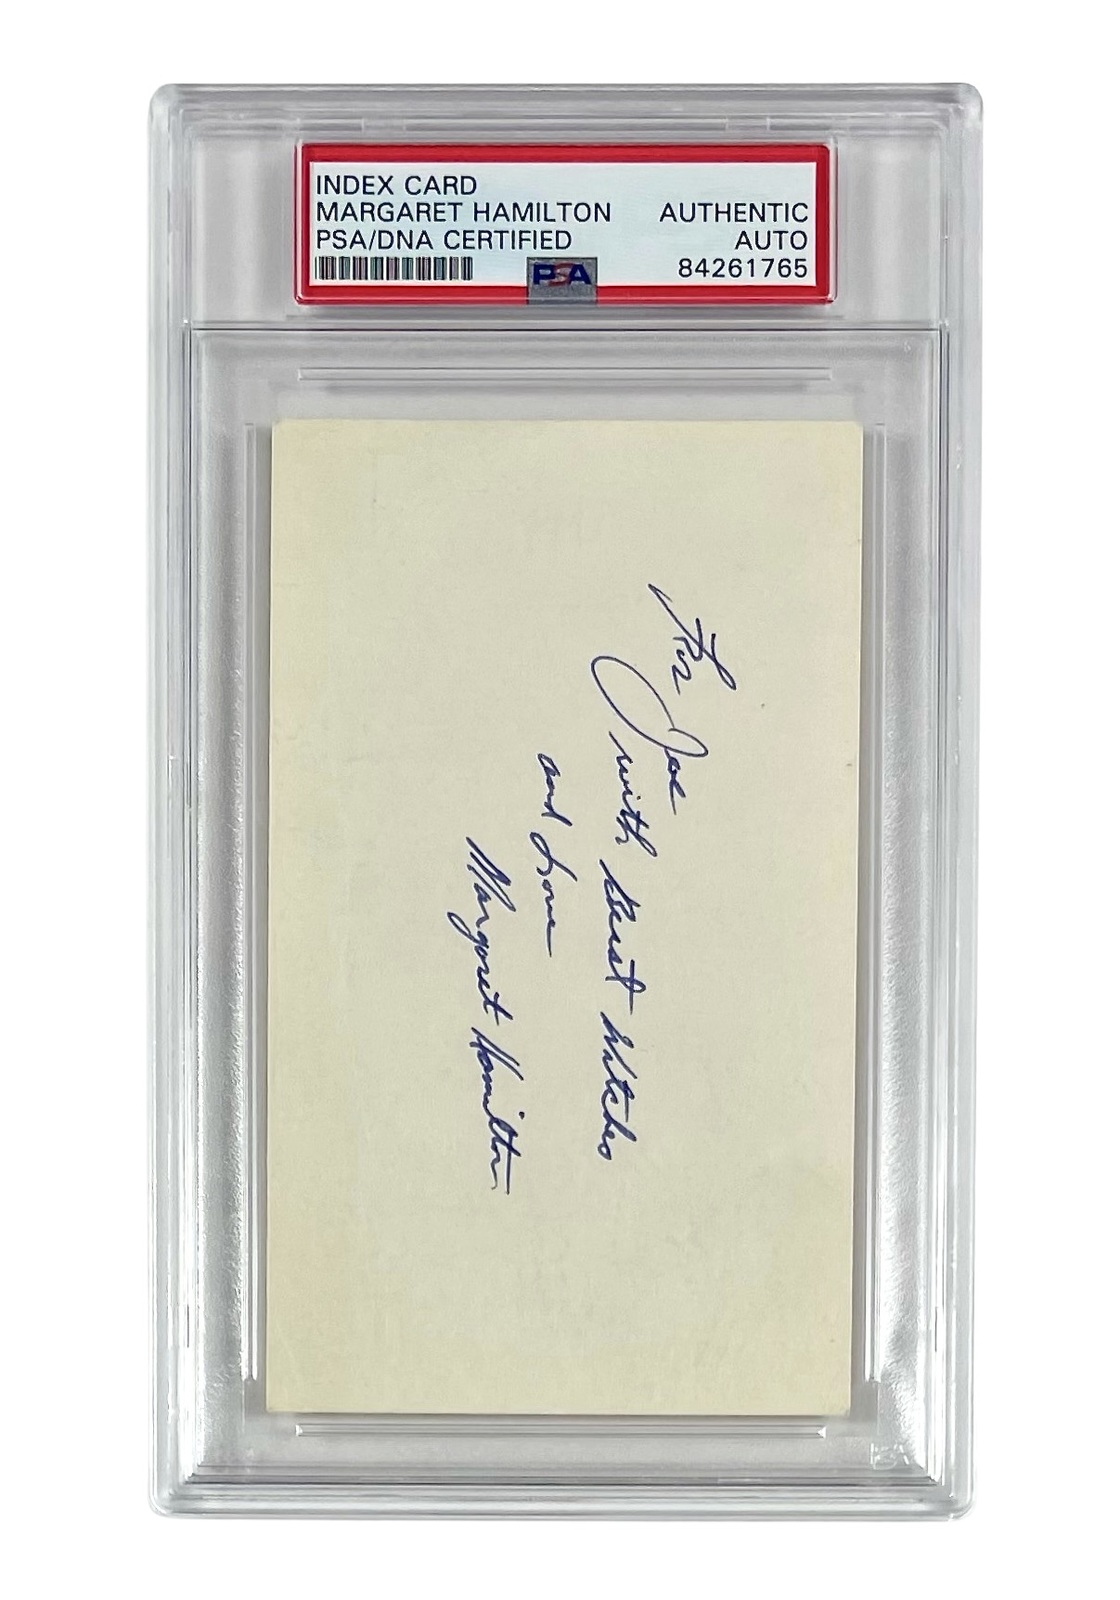 INDEX CARD
MARGARET HAMILTON AUTHENTIC
PSA/DNA CERTIFIED AUTO
PSA 84261765
For Joe
with Best Witches
and Love
Margaret Hamilton